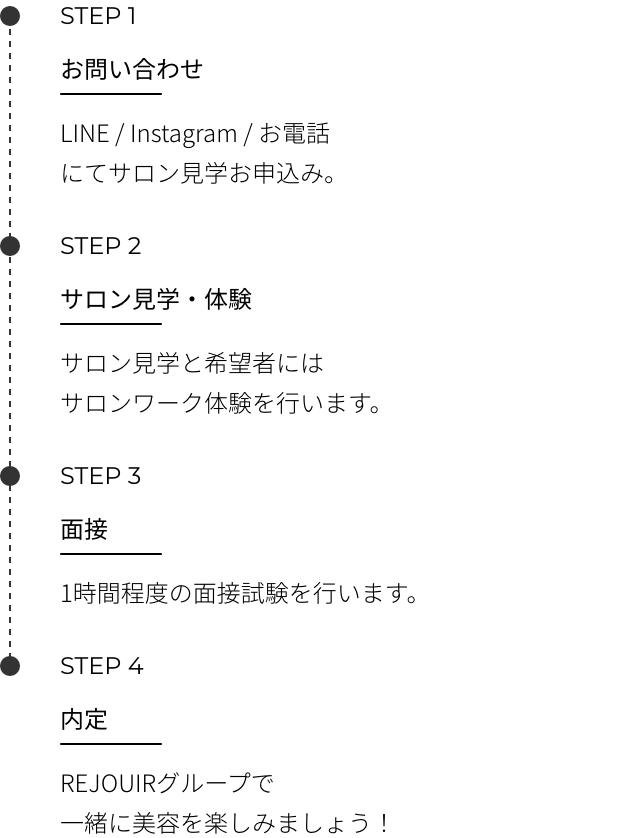 STEP 1
お問い合わせ
LINE / Instagram / お電話
にてサロン見学お申込み。
STEP 2
サロン見学・体験
サロン見学と希望者には
サロンワーク体験を行います。
STEP 3
面接
1時間程度の面接試験を行います。
STEP 4
内定
REJOUIRグループで
一緒に美容を楽しみましょう！